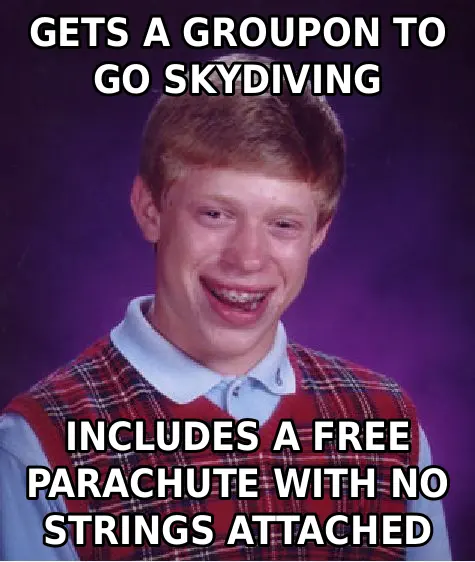 GETS A GROUPON TO
GO SKYDIVING
INCLUDES A FREE
PARACHUTE WITH NO
STRINGS ATTACHED